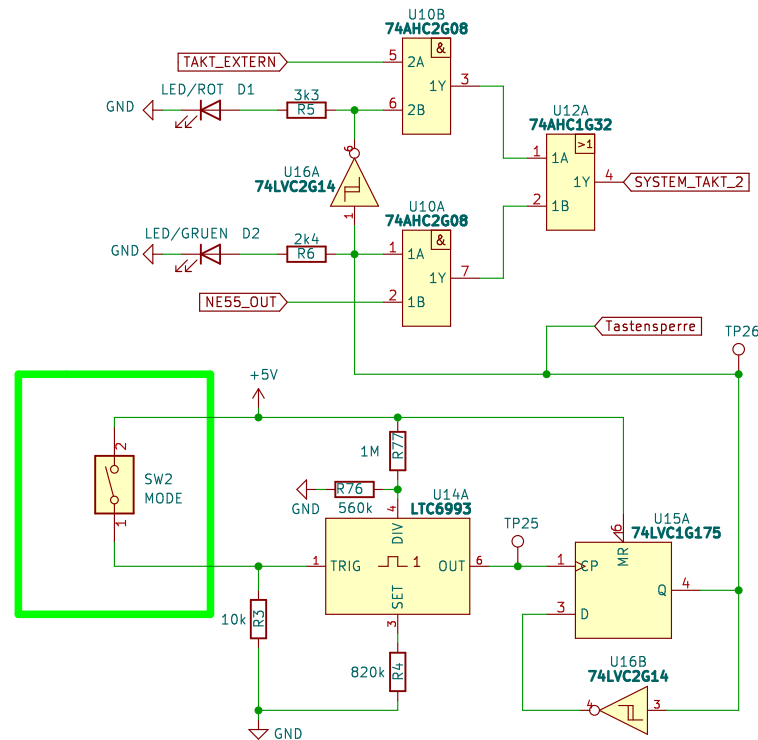 U10B
74AHC2G08
&
TAKT_EXTERN
5
2A
1Y
3
LED/ROT D1
3k3
GND
R5
6
2B
U12A
74AHC1G32
>1
1
1A
1Y
4
SYSTEM_TAKT_2
2
1B
6
U16A
74LVC2G14
1
U10A
74AHC2G08
&
LED/GRUEN D2
2k4
GND
R6
1
1A
1Y
7
NE55_OUT
2
1B
Tastensperre
TP26
+5V
2
SW2
MODE
1
1M
R77
R76
GND
560k
4
U14A
LTC6993
DIV
1
TRIG
1
OUT
6
SET
3
TP25
16
U15A
74LVC1G175
MR
1
CP
Q
4
3
D
10k
R3
820k
R4
U16B
74LVC2G14
4
3
GND